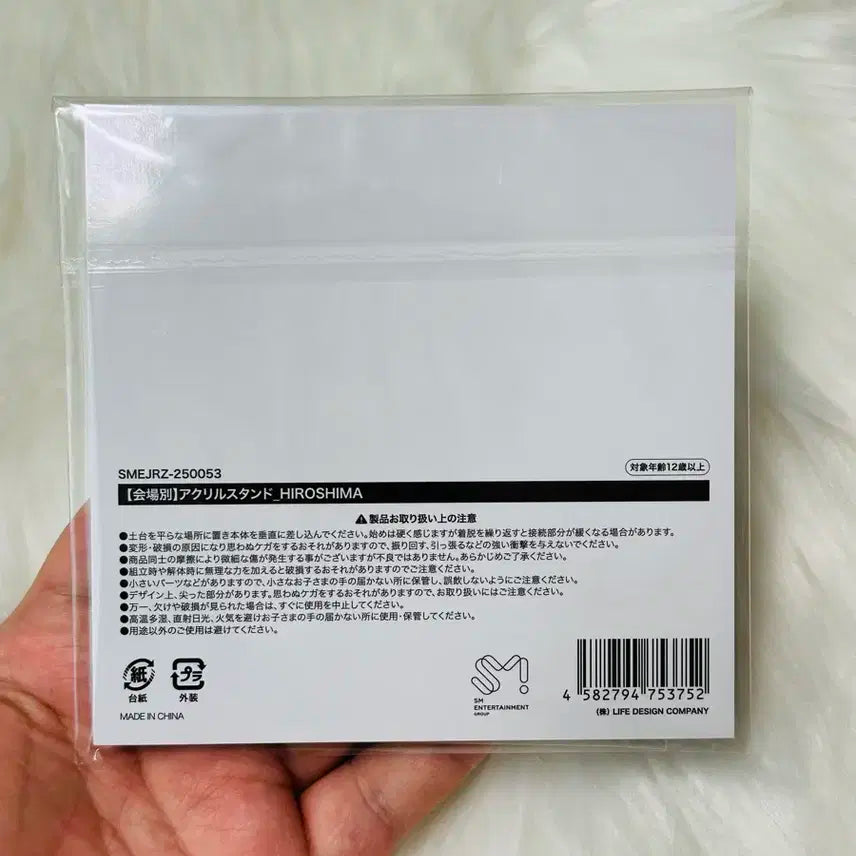 SMEJRZ-250053
対象年齢12歳以上
【会場別】アクリルスタンド_HIROSHIMA
⚠製品お取り扱い上の注意
●土台を平らな場所に置き本体を垂直に差し込んでください。始めは硬く感じますが着脱を繰り返すと接続部分が緩くなる場合があります。
●変形・破損の原因になり思わぬケガをするおそれがありますので、振り回す、引っ張るなどの強い衝撃を与えないでください。
●商品同士の摩擦により微細な傷が発生する事がございますが不良ではありません。あらかじめご了承ください。
●組立時や解体時に無理な力を加えると破損するおそれがありますのでご注意ください。
●小さいパーツなどがありますので、小さなお子さまの手の届かない所に保管し、誤飲しないようにご注意ください。
●デザイン上、尖った部分があります。思わぬケガをするおそれがありますので、お取り扱いにはご注意ください。
●万一、欠けや破損が見られた場合は、すぐに使用を中止してください。
●高温多湿、直射日光、火気を避けお子さまの手の届かない所に使用・保管してください。
●用途以外のご使用は避けてください。
紙
台紙
プラ
外装
MADE IN CHINA
SM
SM
ENTERTAINMENT
GROUP
4 582794 753752
(株) LIFE DESIGN COMPANY